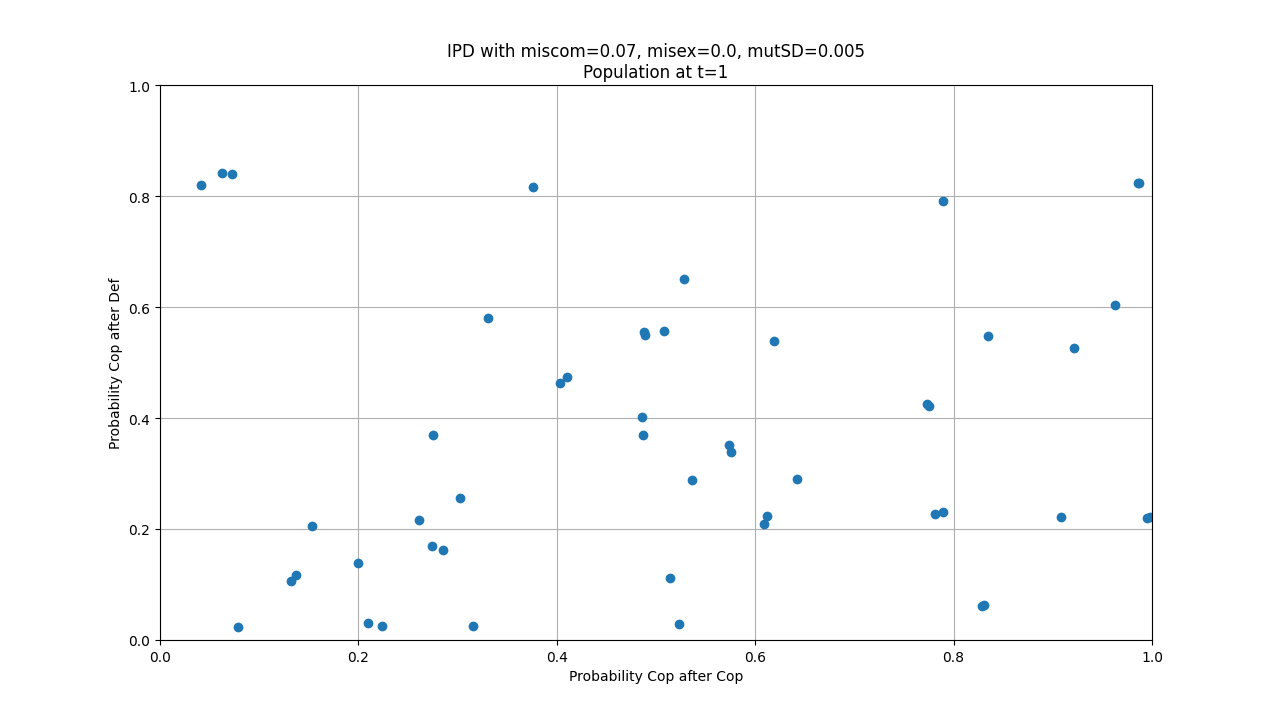 IPD with miscom=0.07, misex=0.0, mutSD=0.005
Population at t=1
1.0
0.8
0.6
0.4
0.2
0.0
Probability Cop after Def
0.0 0.2 0.4 0.6 0.8 1.0
Probability Cop after Cop